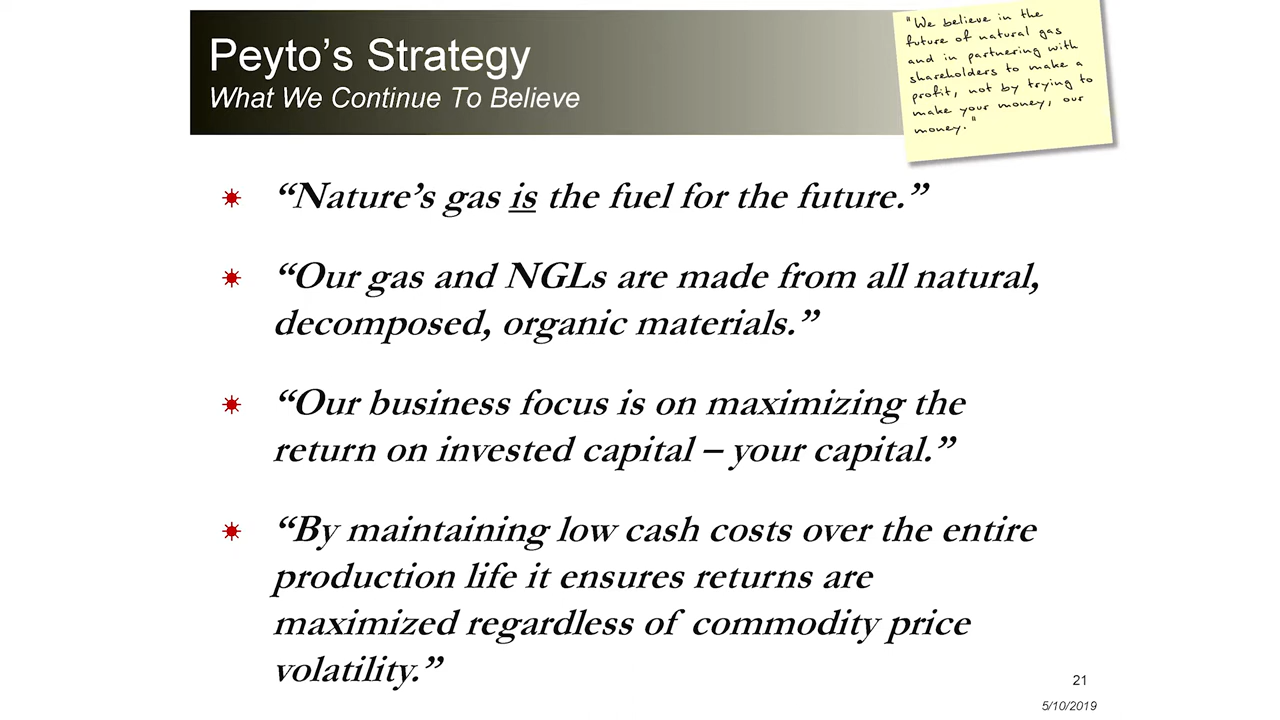 Peyto’s Strategy
What We Continue To Believe
"We believe in the
future of natural gas
and in partnering with
shareholders to make a
profit, not by trying to
make your money, our
money."
“Nature’s gas is the fuel for the future.”
“Our gas and NGLs are made from all natural,
decomposed, organic materials.”
“Our business focus is on maximizing the
return on invested capital – your capital.”
“By maintaining low cash costs over the entire
production life it ensures returns are
maximized regardless of commodity price
volatility.”
21
5/10/2019